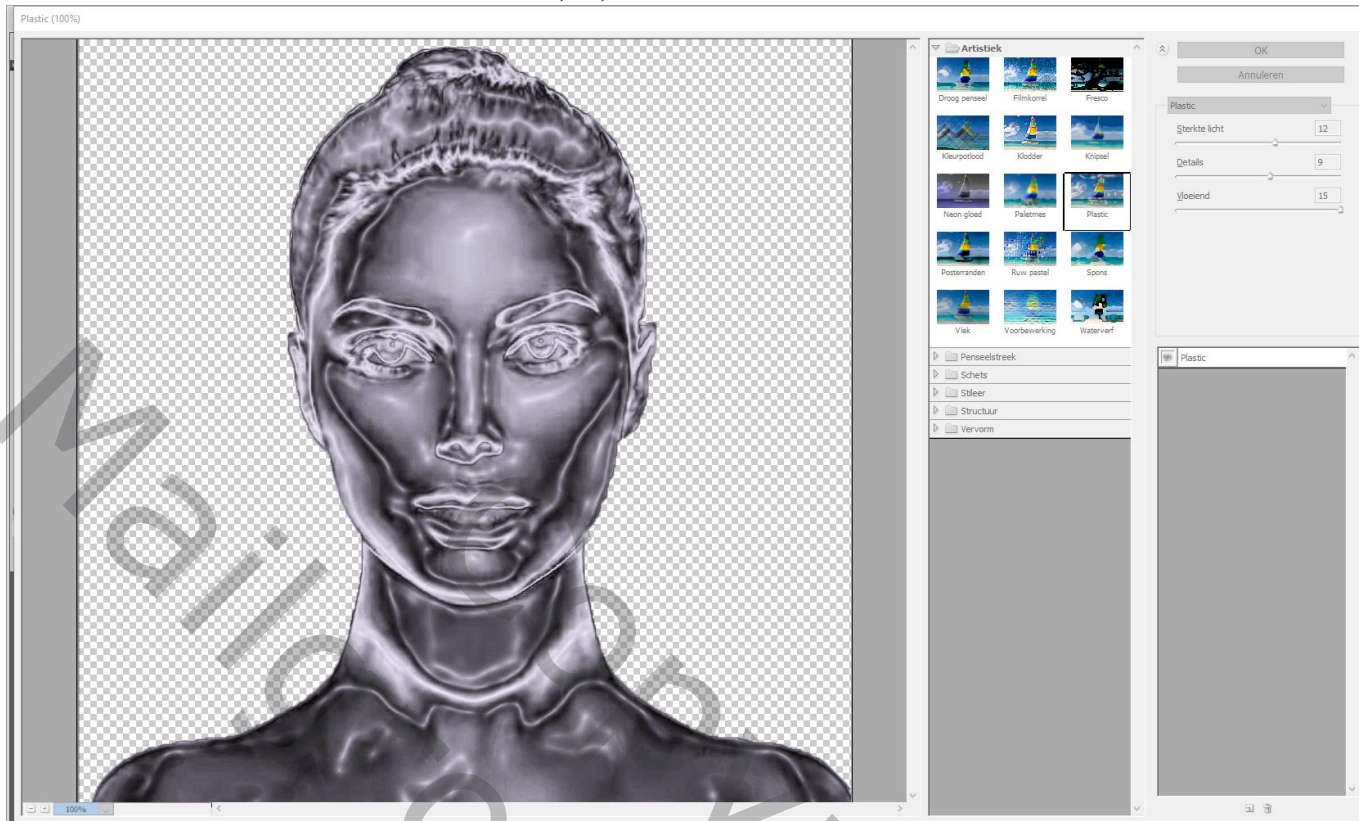 Plastic (100%)
Artistiek
Droog penseel
Filmkorrel
Fresco
Kleurpotlood
Klodder
Knipsel
Neon gloed
Paletmes
Plastic
Posterranden
Ruw pastel
Spons
Vlek
Voorbewerking
Waterverf
Penseelstreek
Schets
Stileer
Structuur
Vervorm
OK
Annuleren
Plastic
Sterkte licht 12
Details 9
Vloeiend 15
Plastic
100%